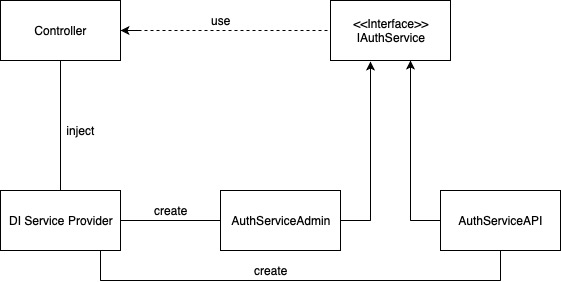 Controller
use
<<Interface>>
IAuthService
inject
DI Service Provider
create
AuthServiceAdmin
AuthServiceAPI
create